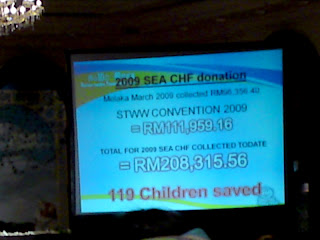 2009 SEA CHF donation
Melaka March 2009 collected RM96,356.40
STWW CONVENTION 2009
= RM111,959.16
TOTAL FOR 2009 SEA CHF COLLECTED TODATE
= RM208,315.56
119 Children saved